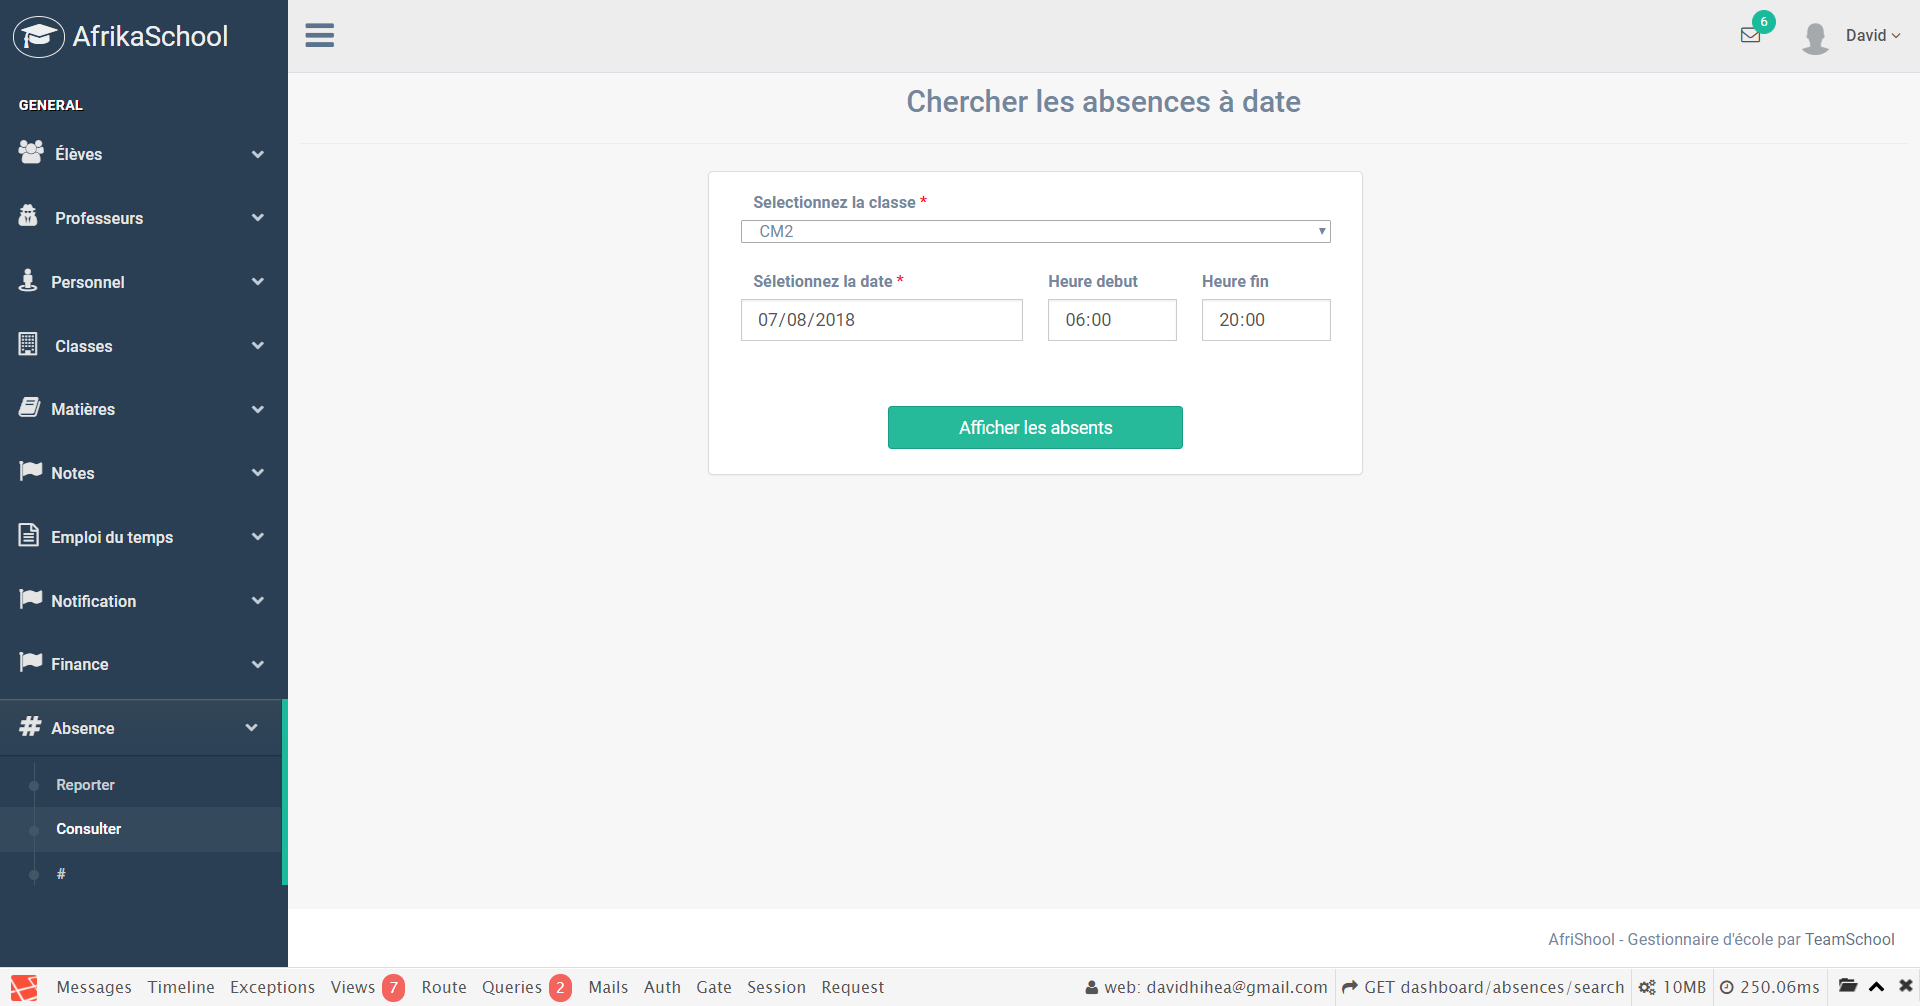 AfrikaSchool
6
David
GENERAL
Élèves
Professeurs
Personnel
Classes
Matières
Notes
Emploi du temps
Notification
Finance
Absence
Reporter
Consulter
#
Chercher les absences à date
Selectionnez la classe *
CM2
Séletionnez la date * Heure debut Heure fin
07/08/2018 06:00 20:00
Afficher les absents
AfriShool - Gestionnaire d'école par TeamSchool
Messages Timeline Exceptions Views 7 Route Queries 2 Mails Auth Gate Session Request web: davidhihea@gmail.com GET dashboard/absences/search 10MB 250.06ms